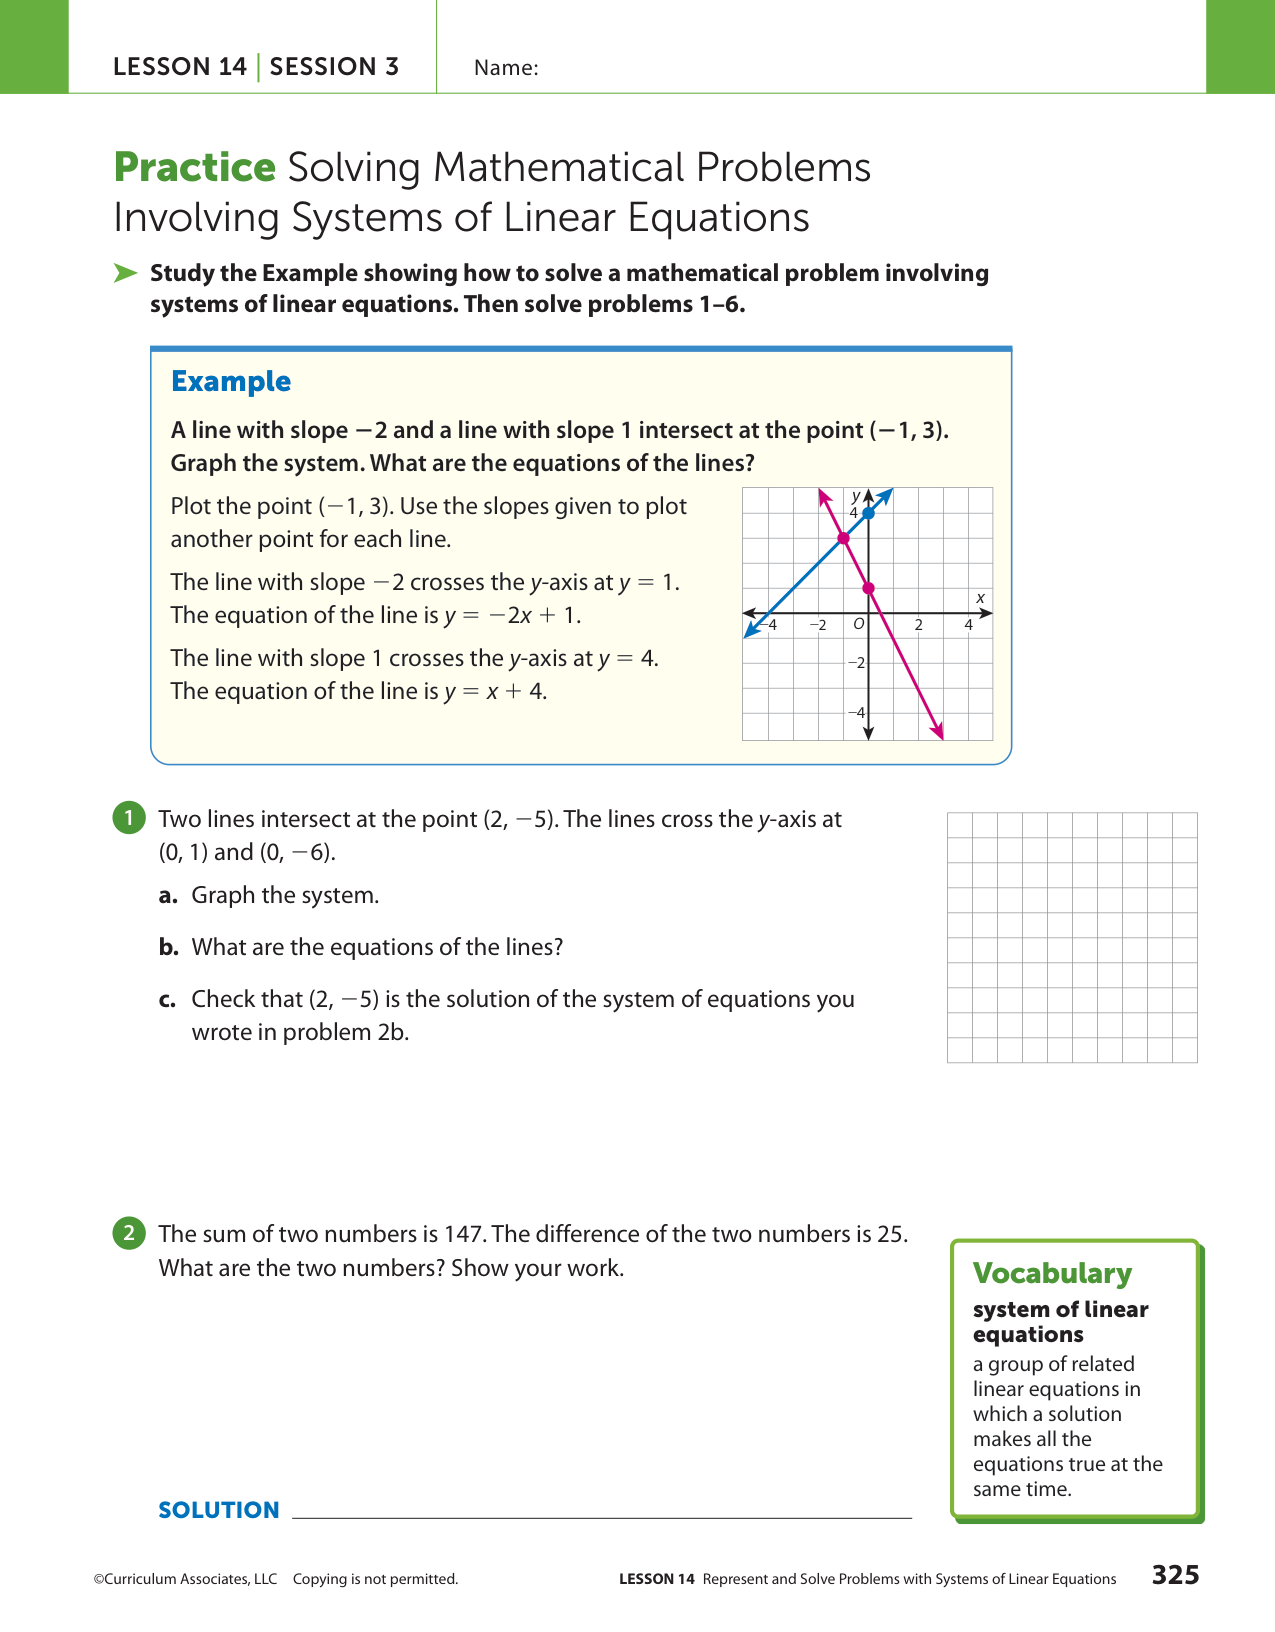 LESSON 14 | SESSION 3
Name:
Practice Solving Mathematical Problems
Involving Systems of Linear Equations
Study the Example showing how to solve a mathematical problem involving
systems of linear equations. Then solve problems 1–6.
Example
A line with slope −2 and a line with slope 1 intersect at the point (−1, 3).
Graph the system. What are the equations of the lines?
Plot the point (−1, 3). Use the slopes given to plot
another point for each line.
The line with slope −2 crosses the y-axis at y = 1.
The equation of the line is y = −2x + 1.
The line with slope 1 crosses the y-axis at y = 4.
The equation of the line is y = x + 4.
y
4
x
−4 −2 O 2 4
−2
−4
1 Two lines intersect at the point (2, −5). The lines cross the y-axis at
(0, 1) and (0, −6).
a. Graph the system.
b. What are the equations of the lines?
c. Check that (2, −5) is the solution of the system of equations you
wrote in problem 2b.
2 The sum of two numbers is 147. The difference of the two numbers is 25.
What are the two numbers? Show your work.
SOLUTION
Vocabulary
system of linear
equations
a group of related
linear equations in
which a solution
makes all the
equations true at the
same time.
©Curriculum Associates, LLC Copying is not permitted.
LESSON 14 Represent and Solve Problems with Systems of Linear Equations 325